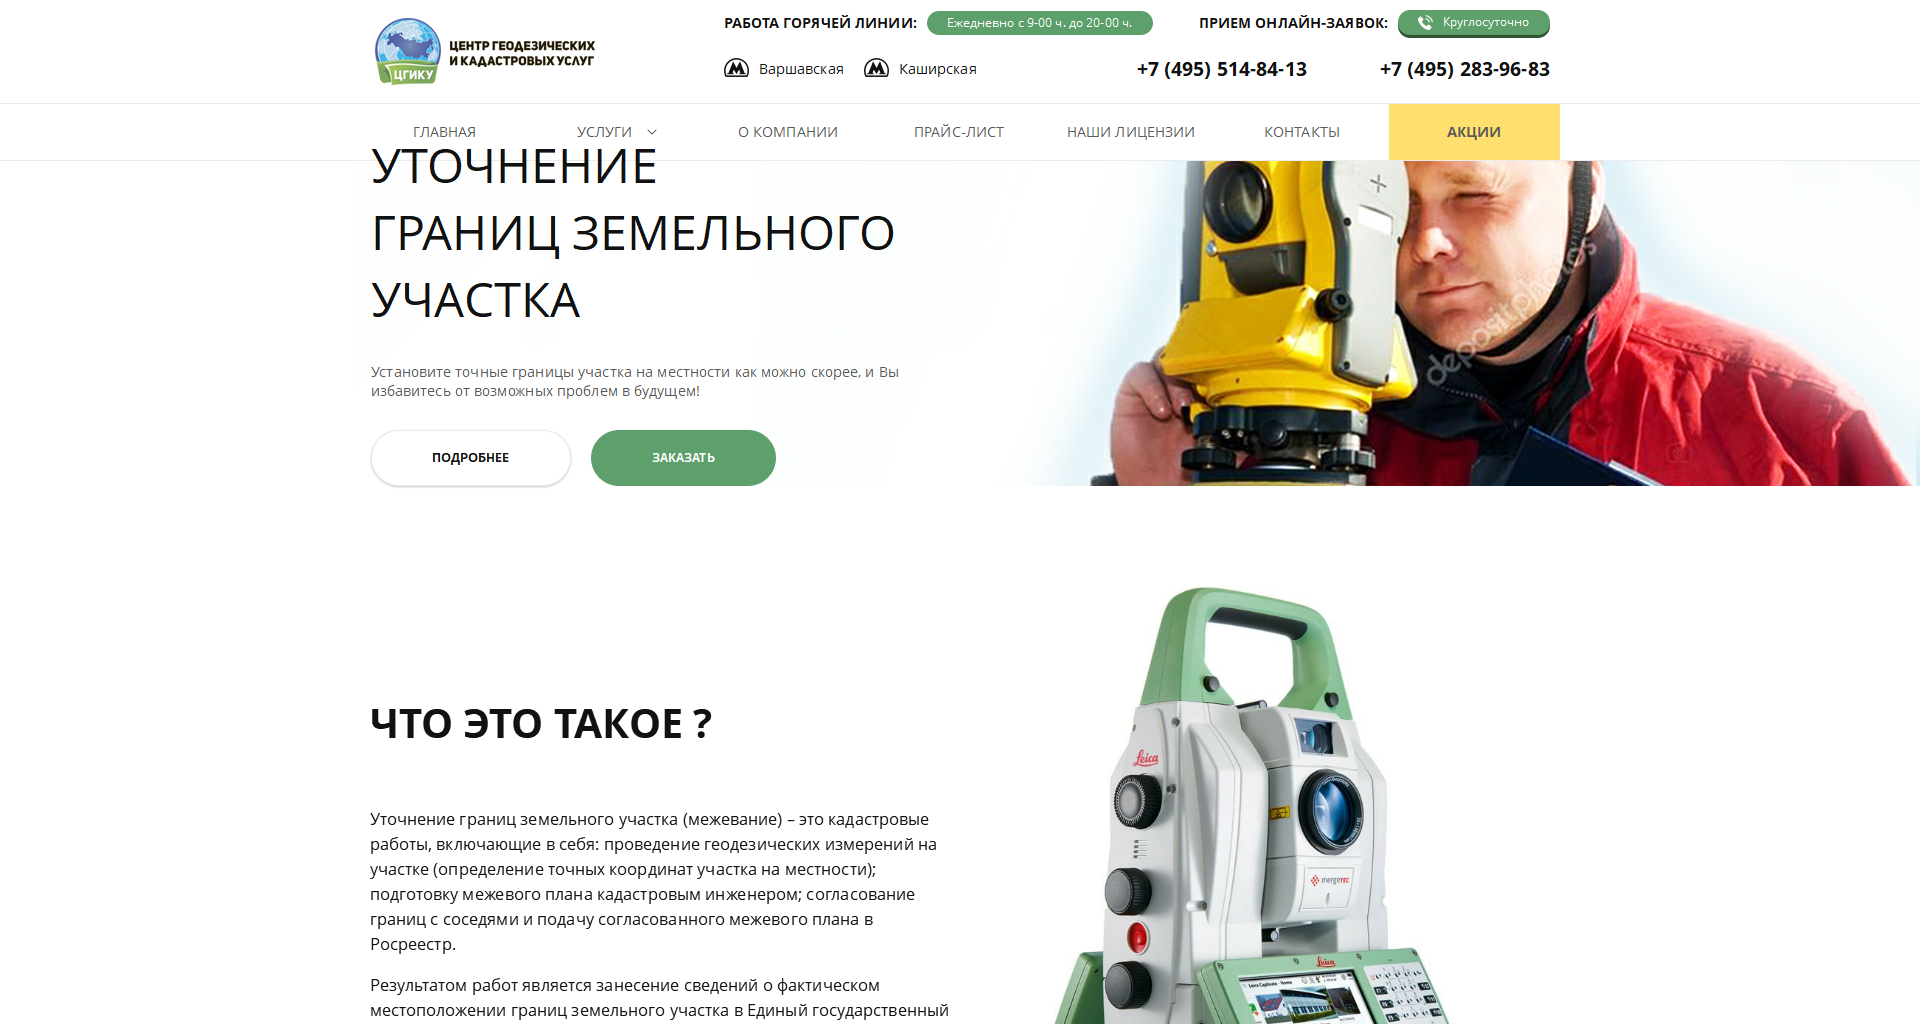 ЦЕНТР ГЕОДЕЗИЧЕСКИХ
И КАДАСТРОВЫХ УСЛУГ
ЦГИКУ
РАБОТА ГОРЯЧЕЙ ЛИНИИ: Ежедневно с 9-00 ч. до 20-00 ч.
ПРИЕМ ОНЛАЙН-ЗАЯВОК: Круглосуточно
Варшавская Каширская
+7 (495) 514-84-13 +7 (495) 283-96-83
ГЛАВНАЯ УСЛУГИ О КОМПАНИИ ПРАЙС-ЛИСТ НАШИ ЛИЦЕНЗИИ КОНТАКТЫ АКЦИИ
УТОЧНЕНИЕ
ГРАНИЦ ЗЕМЕЛЬНОГО
УЧАСТКА
Установите точные границы участка на местности как можно скорее, и Вы
избавитесь от возможных проблем в будущем!
ПОДРОБНЕЕ ЗАКАЗАТЬ
depositphotos
ЧТО ЭТО ТАКОЕ ?
Уточнение границ земельного участка (межевание) – это кадастровые
работы, включающие в себя: проведение геодезических измерений на
участке (определение точных координат участка на местности);
подготовку межевого плана кадастровым инженером; согласование
границ с соседями и подачу согласованного межевого плана в
Росреестр.
Результатом работ является занесение сведений о фактическом
местоположении границ земельного участка в Единый государственный
Leica
mergeTEC
Leica
Leica Captivate - Home